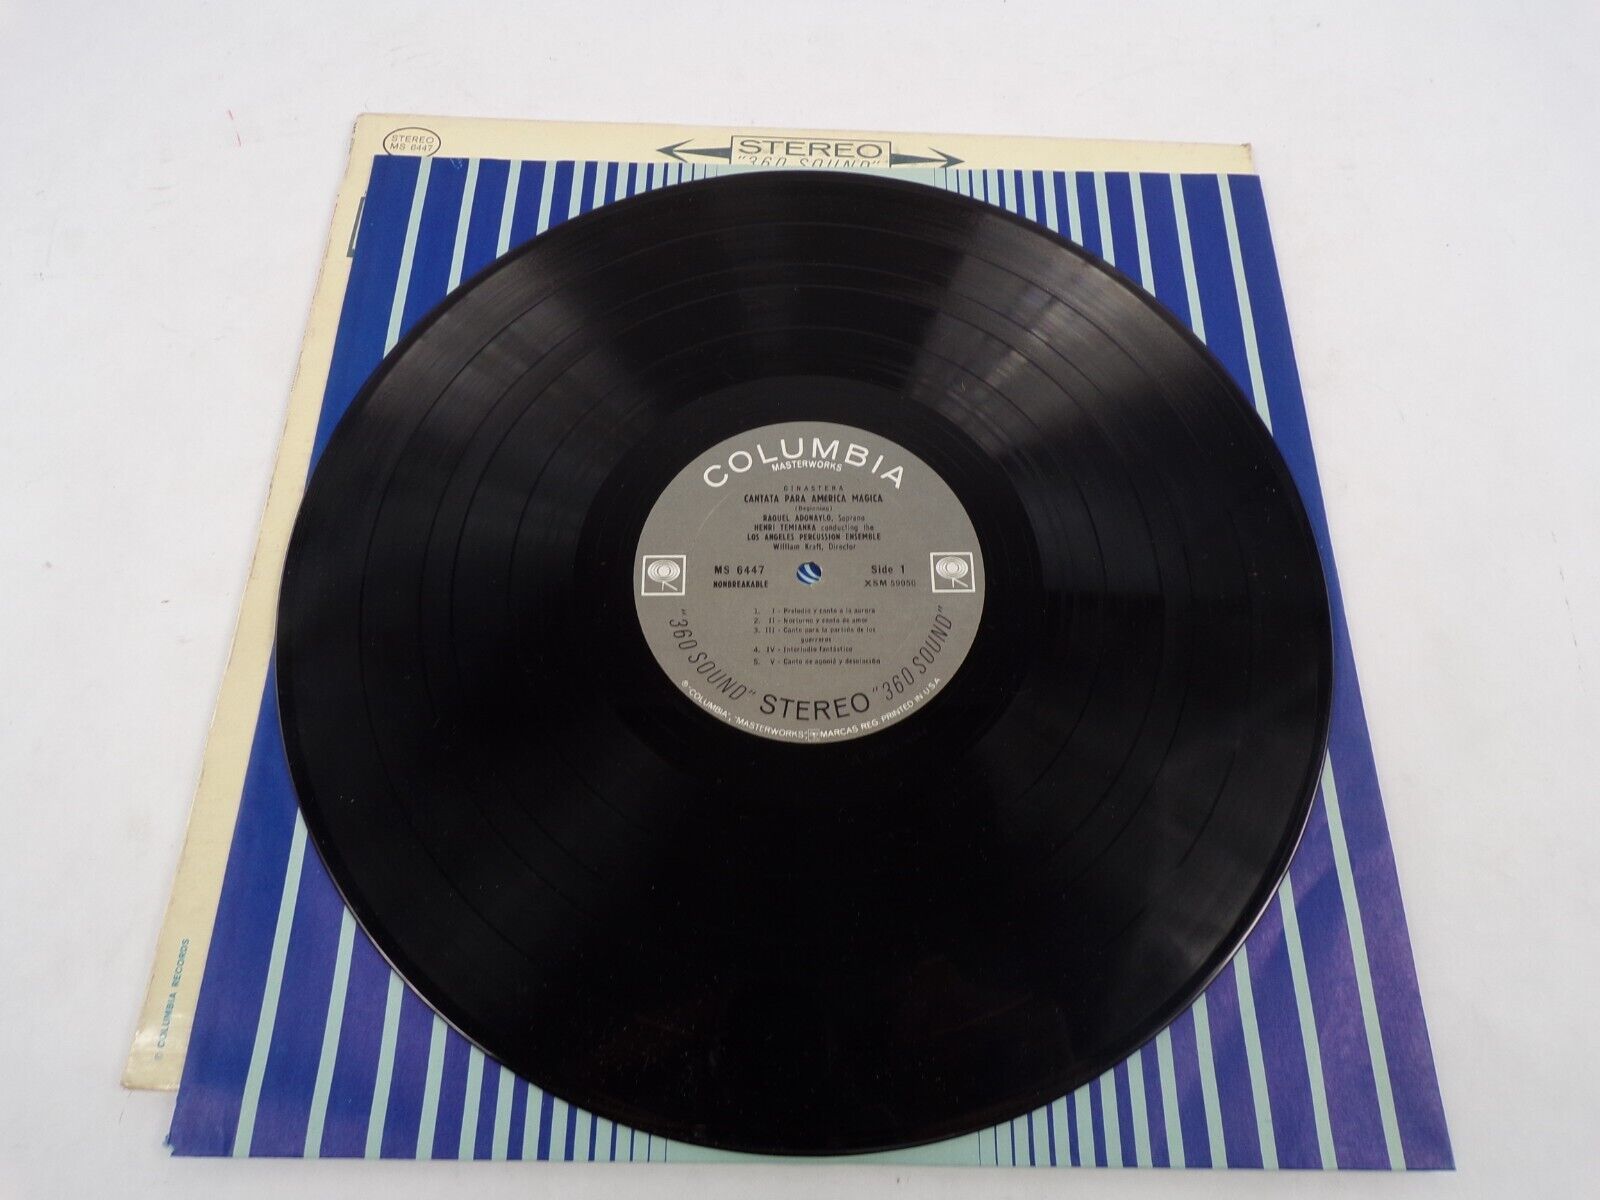 STEREO
MS 6447
STEREO
"360 SOUND"
COLUMBIA
MASTERWORKS
GINASTERA
CANTATA PARA AMERICA MAGICA
(Beginning)
RAQUEL ADONAYLO, Soprano
HENRI TEMIANKA conducting the
LOS ANGELES PERCUSSION ENSEMBLE
William Kraft, Director
MS 6447 Side 1
NONBREAKABLE XSM 59050
1. I - Preludio y canto a la aurora
2. II - Nocturno y canto de amor
3. III - Canto para la partida de los
guerreros
4. IV - Interludio fantástico
5. V - Canto de agonía y desolación
"360 SOUND" STEREO "360 SOUND"
® "COLUMBIA", "MASTERWORKS", MARCAS REG. PRINTED IN U.S.A.
© COLUMBIA RECORDS